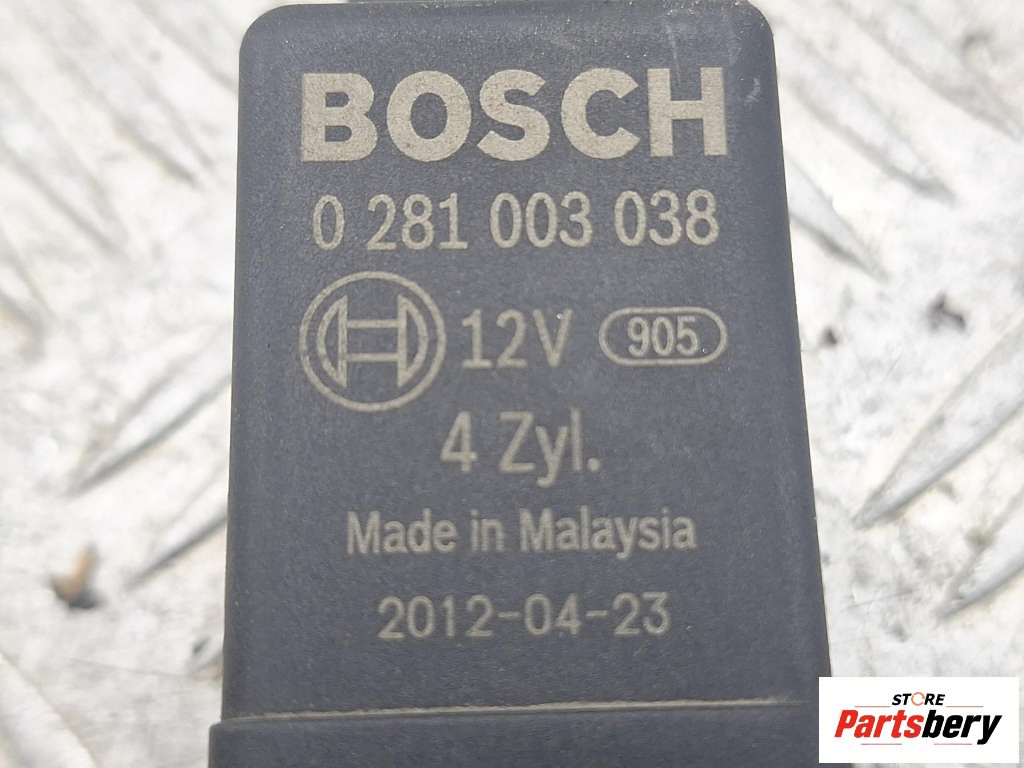 BOSCH
0 281 003 038
12V 905
4 Zyl.
Made in Malaysia
2012-04-23
STORE
Partsbery